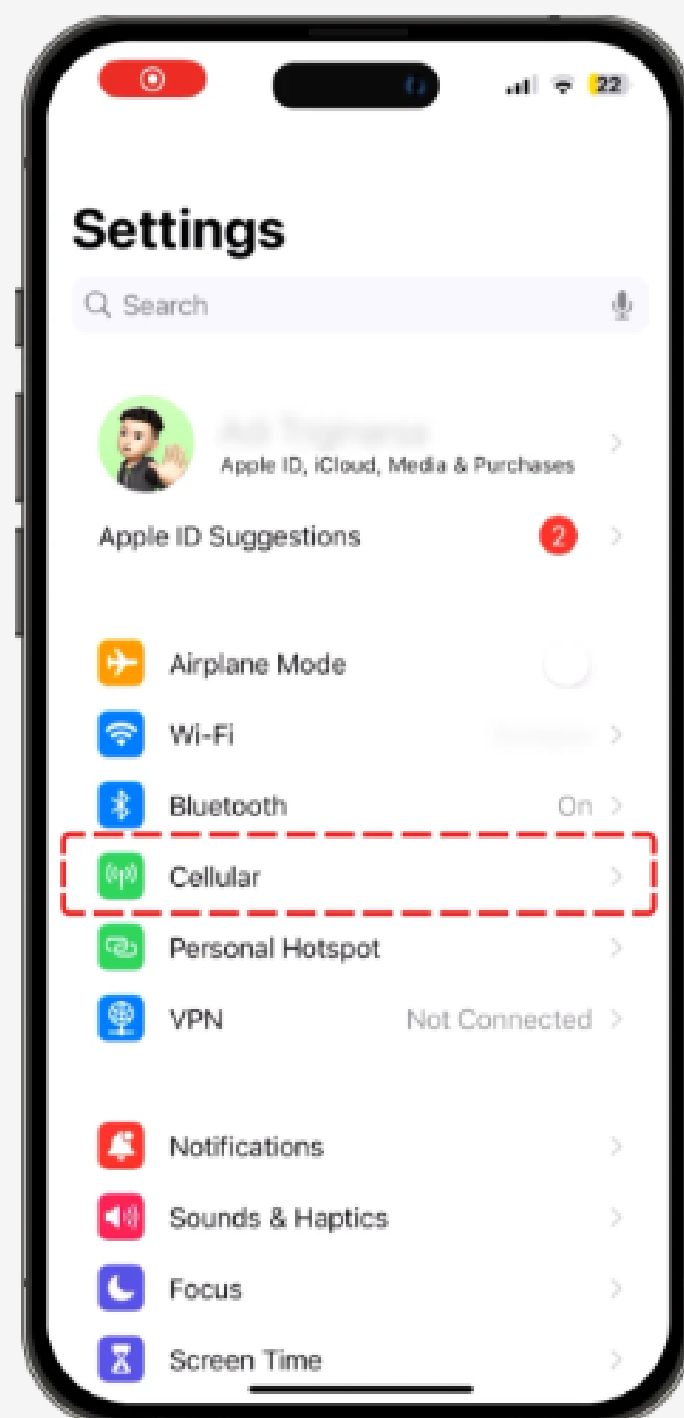 22
Settings
Search
Apple ID, iCloud, Media & Purchases
Apple ID Suggestions 2
Airplane Mode
Wi-Fi
Bluetooth On
Cellular
Personal Hotspot
VPN Not Connected
Notifications
Sounds & Haptics
Focus
Screen Time